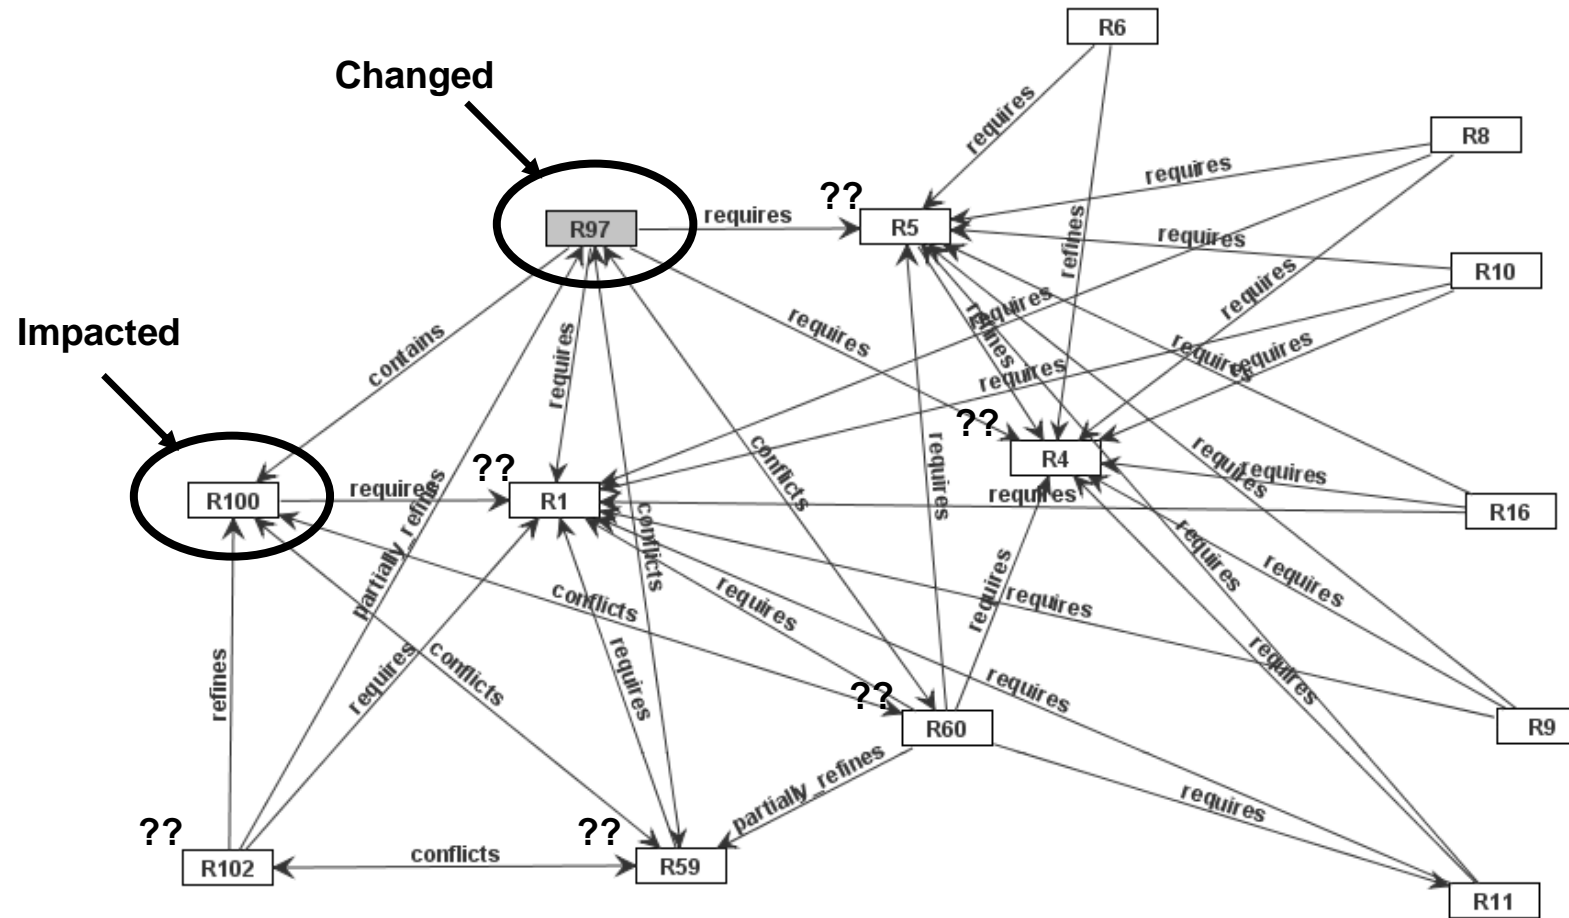 R6
Changed
requires
R8
requires
??
requires
R97
requires
R5
refines
requires
R10
requires
Impacted
contains
requires
requires
requires
refines
requires
requires
requires
??
R4
??
requires
conflicts
requires
requires
requires
R100
requires
R1
requires
R16
partially_refines
conflicts
requires
conflicts
requires
requires
requires
requires
refines
requires
conflicts
requires
requires
requires
??
R60
R9
partially_refines
requires
??
??
R102
conflicts
R59
R11